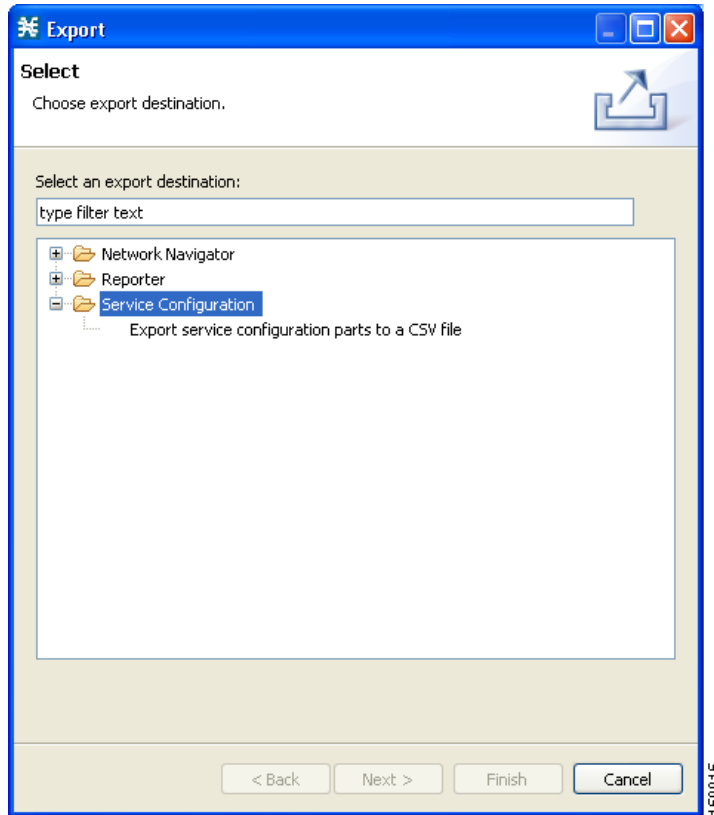 Export
Select
Choose export destination.
Select an export destination:
type filter text
Network Navigator
Reporter
Service Configuration
Export service configuration parts to a CSV file
< Back
Next >
Finish
Cancel